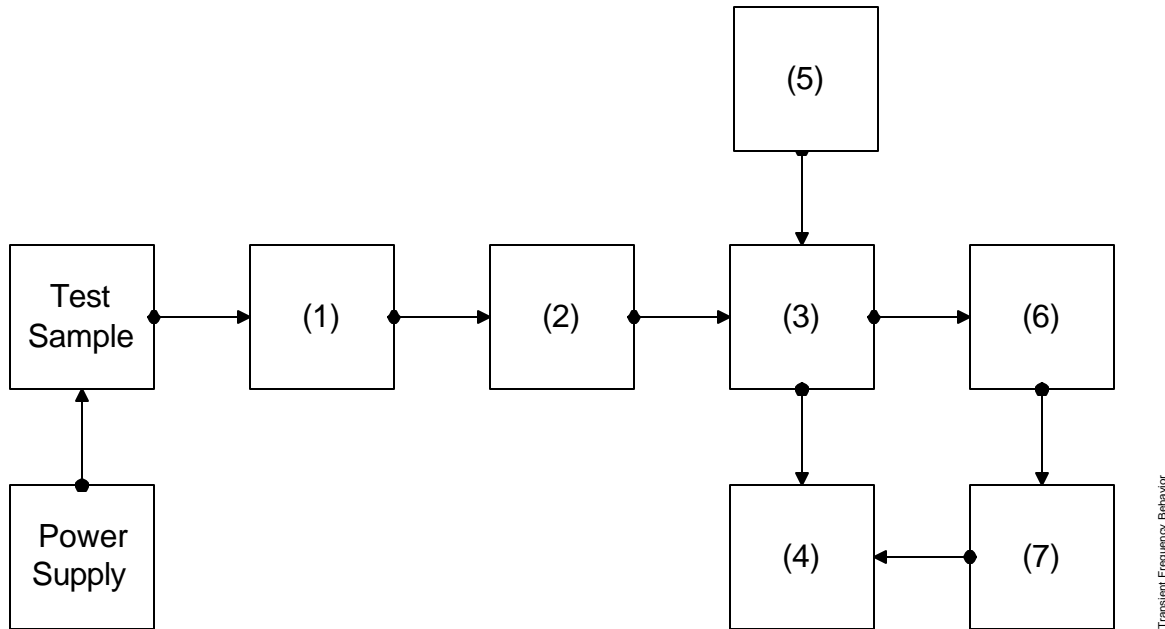 (5)
Test
Sample
(1)
(2)
(3)
(6)
Power
Supply
(4)
(7)
Transient Frequency Behavior